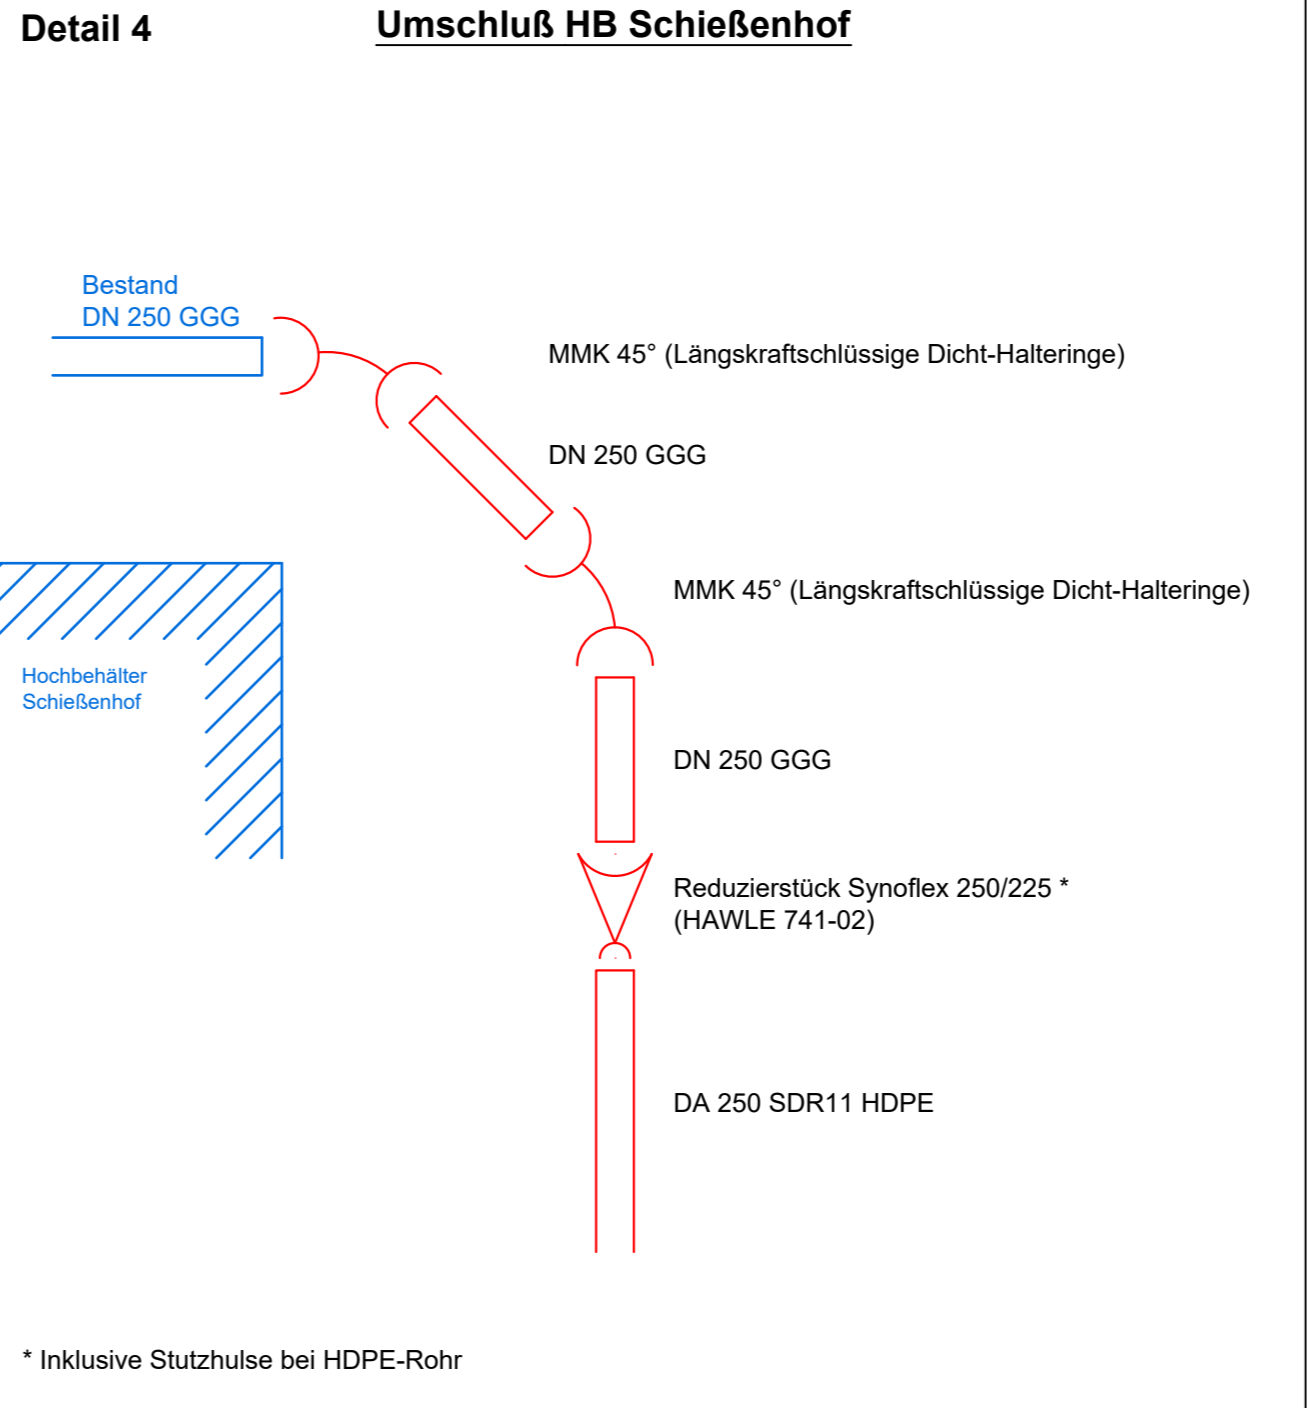 Detail 4
Umschluß HB Schießenhof
Bestand
DN 250 GGG
MMK 45° (Längskraftschlüssige Dicht-Halteringe)
DN 250 GGG
MMK 45° (Längskraftschlüssige Dicht-Halteringe)
Hochbehälter
Schießenhof
DN 250 GGG
Reduzierstück Synoflex 250/225 *
(HAWLE 741-02)
DA 250 SDR11 HDPE
* Inklusive Stutzhulse bei HDPE-Rohr